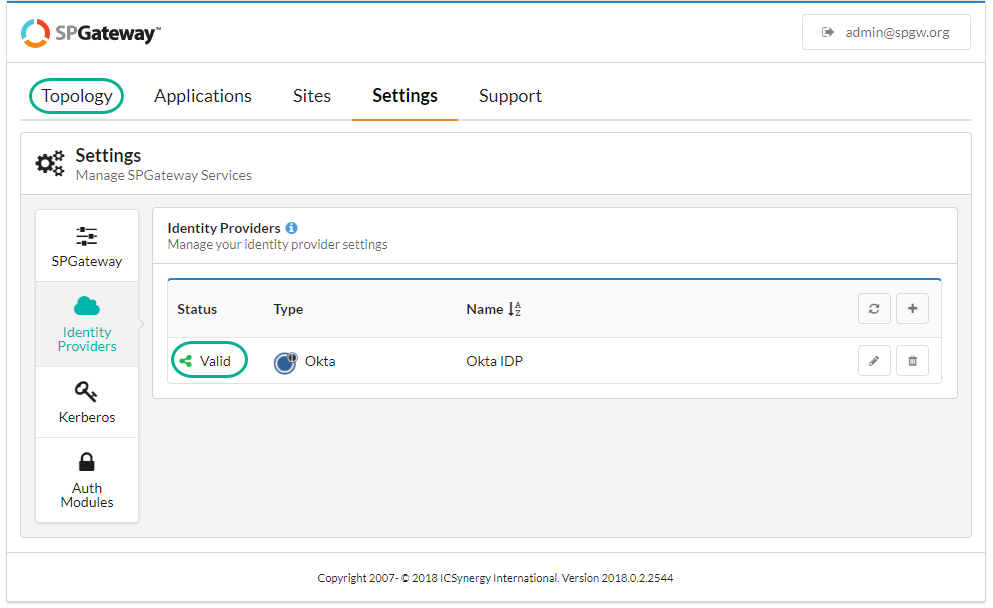 SPGateway™
admin@spgw.org
Topology
Applications
Sites
Settings
Support
Settings
Manage SPGateway Services
SPGateway
Identity
Providers
Kerberos
Auth
Modules
Identity Providers
Manage your identity provider settings
Status
Type
Name
Valid
Okta
Okta IDP
Copyright 2007- © 2018 ICSynergy International. Version 2018.0.2.2544